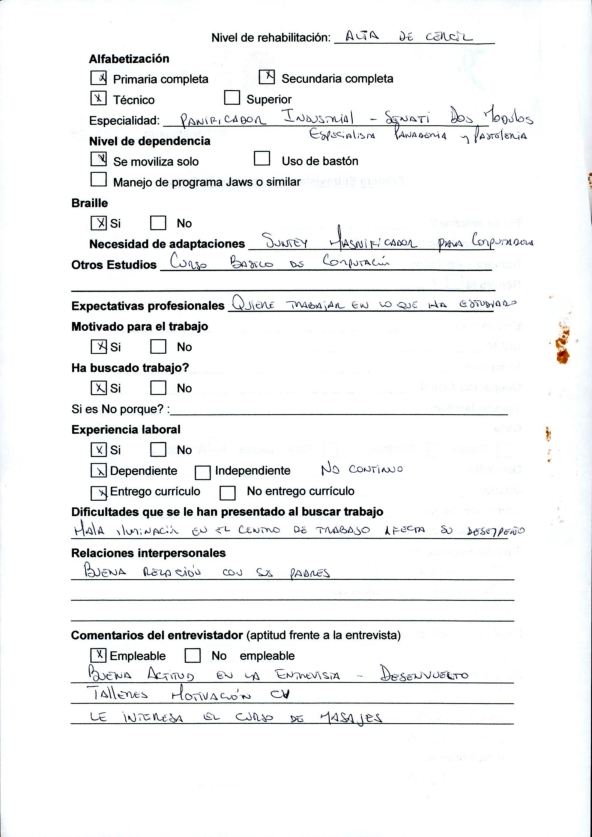 Nivel de rehabilitación: ALTA DE CERCIL
Alfabetización
[x] Primaria completa [x] Secundaria completa
[x] Técnico [ ] Superior
Especialidad: PANIFICADOR INDUSTRIAL - SENATI DOS MODULOS
Nivel de dependencia ESPECIALISTA PANADERIA Y PASTELERIA
[x] Se moviliza solo [ ] Uso de bastón
[ ] Manejo de programa Jaws o similar
Braille
[x] Si [ ] No
Necesidad de adaptaciones MAGNIFICADOR PARA COMPUTADORA
Otros Estudios CURSO BASICO DE COMPUTACIÓN
Expectativas profesionales QUIERE TRABAJAR EN LO QUE HA ESTUDIADO
Motivado para el trabajo
[x] Si [ ] No
Ha buscado trabajo?
[x] Si [ ] No
Si es No porque? :
Experiencia laboral
[x] Si [ ] No
[x] Dependiente [ ] Independiente NO CONTINUO
[x] Entrego currículo [ ] No entrego currículo
Dificultades que se le han presentado al buscar trabajo
MALA ILUMINACIÓN EN EL CENTRO DE TRABAJO AFECTA SU DESEMPEÑO
Relaciones interpersonales
BUENA RELACIÓN CON SUS PADRES
Comentarios del entrevistador (aptitud frente a la entrevista)
[x] Empleable [ ] No empleable
BUENA ACTITUD EN LA ENTREVISTA - DESENVUELTO
TALLERES MOTIVACIÓN CV
LE INTERESA EL CURSO DE MASAJES